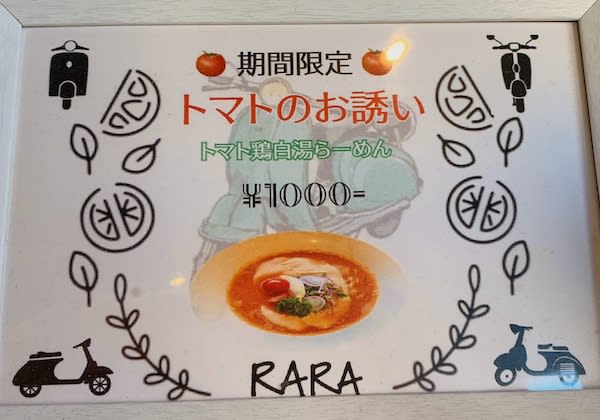 期間限定
トマトのお誘い
トマト鶏白湯らーめん
¥1000=
RARA